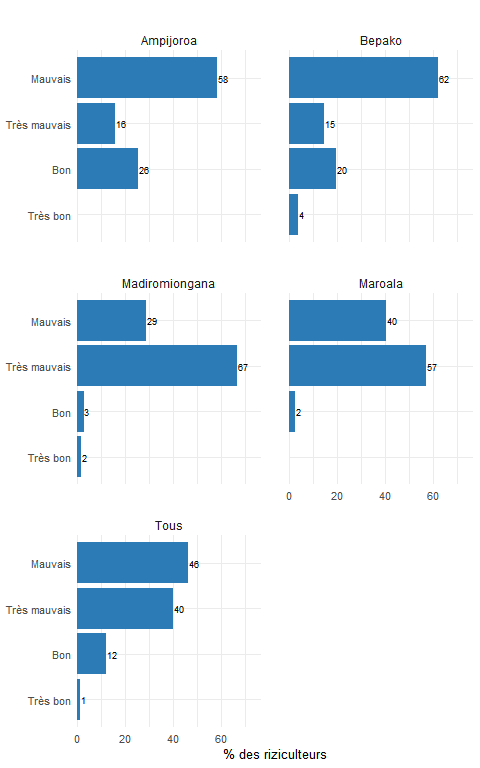 Ampijoroa
Bepako
Mauvais
58
62
Très mauvais
16
15
Bon
26
20
Très bon
4
Madiromiongana
Maroala
Mauvais
29
40
Très mauvais
67
57
Bon
3
2
Très bon
2
0 20 40 60
Tous
Mauvais
46
Très mauvais
40
Bon
12
Très bon
1
0 20 40 60
% des riziculteurs